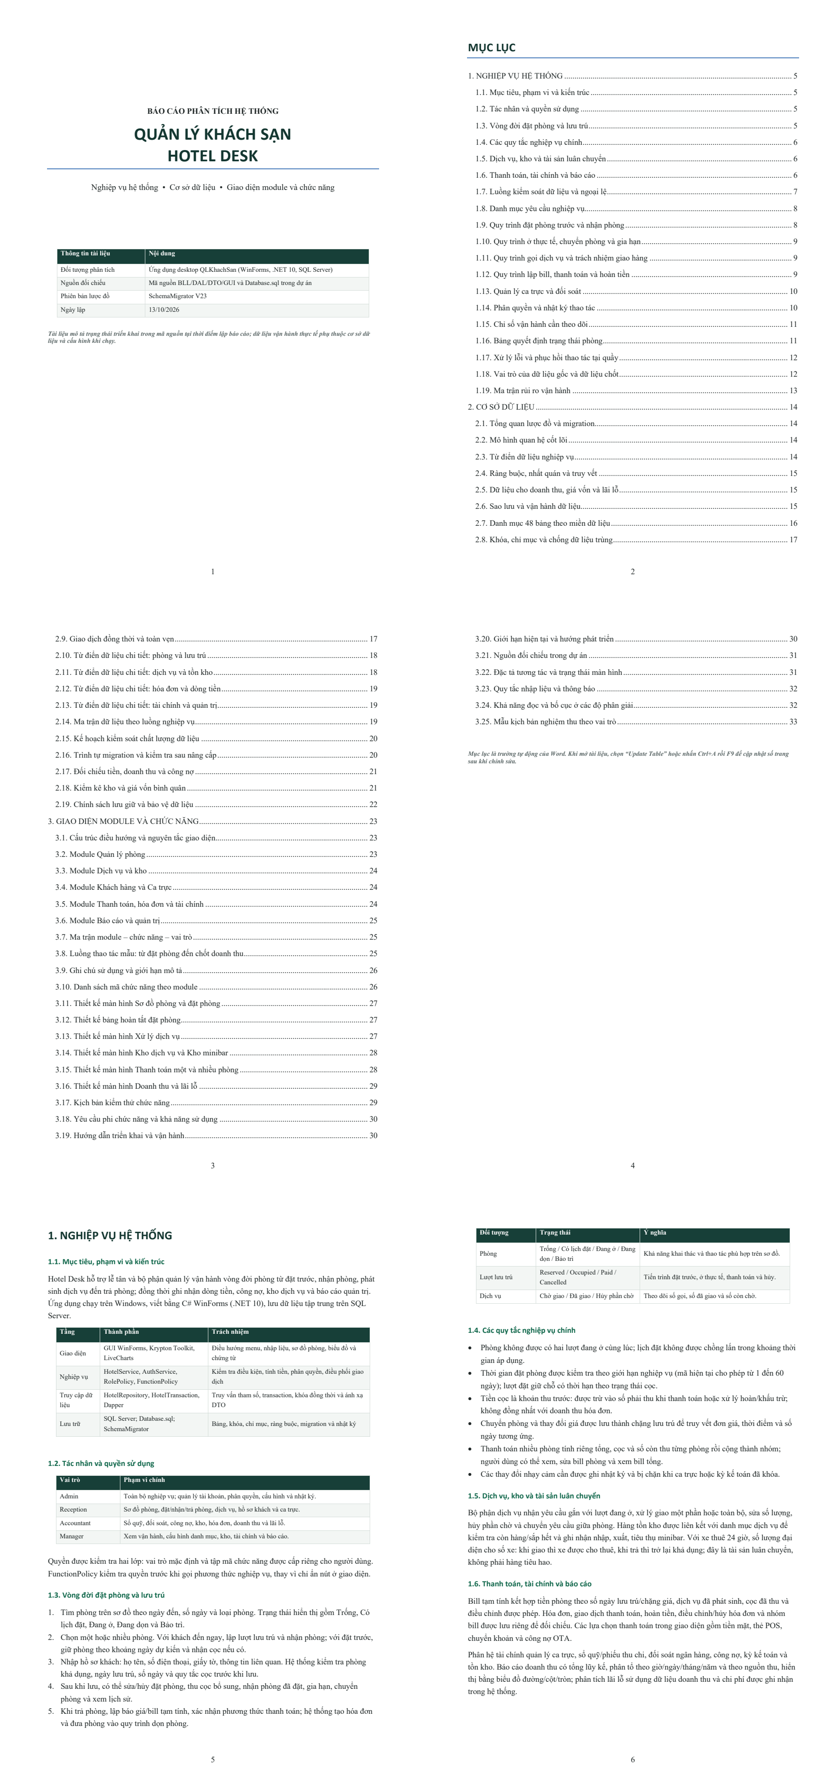 BÁO CÁO PHÂN TÍCH HỆ THỐNG
QUẢN LÝ KHÁCH SẠN
HOTEL DESK
Nghiệp vụ hệ thống • Cơ sở dữ liệu • Giao diện module và chức năng
Thông tin tài liệu Nội dung
Đối tượng phân tích Ứng dụng desktop QLKhachSan (WinForms, .NET 10, SQL Server)
Nguồn đối chiếu Mã nguồn BLL/DAL/DTO/GUI và Database.sql trong dự án
Phiên bản lược đồ SchemaMigrator V23
Ngày lập 13/10/2026
Tài liệu mô tả trạng thái triển khai trong mã nguồn tại thời điểm lập báo cáo; dữ liệu vận hành thực tế phụ thuộc cơ sở dữ
liệu và cấu hình khi chạy.
1
MỤC LỤC
1. NGHIỆP VỤ HỆ THỐNG 5
1.1. Mục tiêu, phạm vi và kiến trúc 5
1.2. Tác nhân và quyền sử dụng 5
1.3. Vòng đời đặt phòng và lưu trú 5
1.4. Các quy tắc nghiệp vụ chính 6
1.5. Dịch vụ, kho và tài sản luân chuyển 6
1.6. Thanh toán, tài chính và báo cáo 6
1.7. Luồng kiểm soát dữ liệu và ngoại lệ 7
1.8. Danh mục yêu cầu nghiệp vụ 8
1.9. Quy trình đặt phòng trước và nhận phòng 8
1.10. Quy trình ở thực tế, chuyển phòng và gia hạn 9
1.11. Quy trình gọi dịch vụ và trách nhiệm giao hàng 9
1.12. Quy trình lập bill, thanh toán và hoàn tiền 9
1.13. Quản lý ca trực và đối soát 10
1.14. Phân quyền và nhật ký thao tác 10
1.15. Chỉ số vận hành cần theo dõi 11
1.16. Bảng quyết định trạng thái phòng 11
1.17. Xử lý lỗi và phục hồi thao tác tại quầy 12
1.18. Vai trò của dữ liệu gốc và dữ liệu chốt 12
1.19. Ma trận rủi ro vận hành 13
2. CƠ SỞ DỮ LIỆU 14
2.1. Tổng quan lược đồ và migration 14
2.2. Mô hình quan hệ cốt lõi 14
2.3. Từ điển dữ liệu nghiệp vụ 14
2.4. Ràng buộc, nhất quán và truy vết 15
2.5. Dữ liệu cho doanh thu, giá vốn và lãi lỗ 15
2.6. Sao lưu và vận hành dữ liệu 15
2.7. Danh mục 48 bảng theo miền dữ liệu 16
2.8. Khóa, chỉ mục và chống dữ liệu trùng 17
2
2.9. Giao dịch đồng thời và toàn vẹn 17
2.10. Từ điển dữ liệu chi tiết: phòng và lưu trú 18
2.11. Từ điển dữ liệu chi tiết: dịch vụ và tồn kho 18
2.12. Từ điển dữ liệu chi tiết: hóa đơn và dòng tiền 19
2.13. Từ điển dữ liệu chi tiết: tài chính và quản trị 19
2.14. Ma trận dữ liệu theo luồng nghiệp vụ 19
2.15. Kế hoạch kiểm soát chất lượng dữ liệu 20
2.16. Trình tự migration và kiểm tra sau nâng cấp 20
2.17. Đối chiếu tiền, doanh thu và công nợ 21
2.18. Kiểm kê kho và giá vốn bình quân 21
2.19. Chính sách lưu giữ và bảo vệ dữ liệu 22
3. GIAO DIỆN MODULE VÀ CHỨC NĂNG 23
3.1. Cấu trúc điều hướng và nguyên tắc giao diện 23
3.2. Module Quản lý phòng 23
3.3. Module Dịch vụ và kho 24
3.4. Module Khách hàng và Ca trực 24
3.5. Module Thanh toán, hóa đơn và tài chính 24
3.6. Module Báo cáo và quản trị 25
3.7. Ma trận module – chức năng – vai trò 25
3.8. Luồng thao tác mẫu: từ đặt phòng đến chốt doanh thu 25
3.9. Ghi chú sử dụng và giới hạn mô tả 26
3.10. Danh sách mã chức năng theo module 26
3.11. Thiết kế màn hình Sơ đồ phòng và đặt phòng 27
3.12. Thiết kế bảng hoàn tất đặt phòng 27
3.13. Thiết kế màn hình Xử lý dịch vụ 27
3.14. Thiết kế màn hình Kho dịch vụ và Kho minibar 28
3.15. Thiết kế màn hình Thanh toán một và nhiều phòng 28
3.16. Thiết kế màn hình Doanh thu và lãi lỗ 29
3.17. Kịch bản kiểm thử chức năng 29
3.18. Yêu cầu phi chức năng và khả năng sử dụng 30
3.19. Hướng dẫn triển khai và vận hành 30
3
3.20. Giới hạn hiện tại và hướng phát triển 30
3.21. Nguồn đối chiếu trong dự án 31
3.22. Đặc tả tương tác và trạng thái màn hình 31
3.23. Quy tắc nhập liệu và thông báo 32
3.24. Khả năng đọc và bố cục ở các độ phân giải 32
3.25. Mẫu kịch bản nghiệm thu theo vai trò 33
Mục lục là trường tự động của Word. Khi mở tài liệu, chọn “Update Table” hoặc nhấn Ctrl+A rồi F9 để cập nhật số trang
sau khi chỉnh sửa.
4
1. NGHIỆP VỤ HỆ THỐNG
1.1. Mục tiêu, phạm vi và kiến trúc
Hotel Desk hỗ trợ lễ tân và bộ phận quản lý vận hành vòng đời phòng từ đặt trước, nhận phòng, phát
sinh dịch vụ đến trả phòng; đồng thời ghi nhận dòng tiền, công nợ, kho dịch vụ và báo cáo quản trị.
Ứng dụng chạy trên Windows, viết bằng C# WinForms (.NET 10), lưu dữ liệu tập trung trên SQL
Server.
Tầng Thành phần Trách nhiệm
Giao diện GUI WinForms, Krypton Toolkit, LiveCharts Điều hướng menu, nhập liệu, sơ đồ phòng, biểu đồ và chứng từ
Nghiệp vụ HotelService, AuthService, RolePolicy, FunctionPolicy Kiểm tra điều kiện, tính tiền, phân quyền, điều phối giao dịch
Truy cập dữ liệu HotelRepository, HotelTransaction, Dapper Truy vấn tham số, transaction, khóa đồng thời và ánh xạ DTO
Lưu trữ SQL Server; Database.sql; SchemaMigrator Bảng, khóa, chỉ mục, ràng buộc, migration và nhật ký
1.2. Tác nhân và quyền sử dụng
Vai trò Phạm vi chính
Admin Toàn bộ nghiệp vụ; quản lý tài khoản, phân quyền, cấu hình và nhật ký.
Reception Sơ đồ phòng, đặt/nhận/trả phòng, dịch vụ, hồ sơ khách và ca trực.
Accountant Sổ quỹ, đối soát, công nợ, kho, hóa đơn, doanh thu và lãi lỗ.
Manager Xem vận hành, cấu hình danh mục, kho, tài chính và báo cáo.
Quyền được kiểm tra hai lớp: vai trò mặc định và tập mã chức năng được cấp riêng cho người dùng.
FunctionPolicy kiểm tra quyền trước khi gọi phương thức nghiệp vụ, thay vì chỉ ẩn nút ở giao diện.
1.3. Vòng đời đặt phòng và lưu trú
1. Tìm phòng trên sơ đồ theo ngày đến, số ngày và loại phòng. Trạng thái hiển thị gồm Trống, Có
lịch đặt, Đang ở, Đang dọn và Bảo trì.
2. Chọn một hoặc nhiều phòng. Với khách đến ngay, lập lượt lưu trú và nhận phòng; với đặt trước,
giữ phòng theo khoảng ngày dự kiến và nhận cọc nếu có.
3. Nhập hồ sơ khách: họ tên, số điện thoại, giấy tờ, thông tin liên quan. Hệ thống kiểm tra phòng
khả dụng, ngày lưu trú, số ngày và quy tắc cọc trước khi lưu.
4. Sau khi lưu, có thể sửa/hủy đặt phòng, thu cọc bổ sung, nhận phòng đã đặt, gia hạn, chuyển
phòng và xem lịch sử.
5. Khi trả phòng, lập báo giá/bill tạm tính, xác nhận phương thức thanh toán; hệ thống tạo hóa đơn
và đưa phòng vào quy trình dọn phòng.
5
Đối tượng Trạng thái Ý nghĩa
Phòng Trống / Có lịch đặt / Đang ở / Đang dọn / Bảo trì Khả năng khai thác và thao tác phù hợp trên sơ đồ.
Lượt lưu trú Reserved / Occupied / Paid / Cancelled Tiến trình đặt trước, ở thực tế, thanh toán và hủy.
Dịch vụ Chờ giao / Đã giao / Hủy phần chờ Theo dõi số gọi, số đã giao và số còn chờ.
1.4. Các quy tắc nghiệp vụ chính
• Phòng không được có hai lượt đang ở cùng lúc; lịch đặt không được chồng lấn trong khoảng thời
gian áp dụng.
• Thời gian đặt phòng được kiểm tra theo giới hạn nghiệp vụ (mã hiện tại cho phép từ 1 đến 60
ngày); lượt đặt giữ chỗ có thời hạn theo trạng thái cọc.
• Tiền cọc là khoản thu trước: được trừ vào số phải thu khi thanh toán hoặc xử lý hoàn/khấu trừ;
không đồng nhất với doanh thu hóa đơn.
• Chuyển phòng và thay đổi giá được lưu thành chặng lưu trú để truy vết đơn giá, thời điểm và số
ngày tương ứng.
• Thanh toán nhiều phòng tính riêng tổng, cọc và số còn thu từng phòng rồi cộng thành nhóm;
người dùng có thể xem, sửa bill phòng và xem bill tổng.
• Các thay đổi nhạy cảm cần được ghi nhật ký và bị chặn khi ca trực hoặc kỳ kế toán đã khóa.
1.5. Dịch vụ, kho và tài sản luân chuyển
Bộ phận dịch vụ nhận yêu cầu gắn với lượt đang ở, xử lý giao một phần hoặc toàn bộ, sửa số lượng,
hủy phần chờ và chuyển yêu cầu giữa phòng. Hàng tồn kho được liên kết với danh mục dịch vụ để
kiểm tra còn hàng/sắp hết và ghi nhận nhập, xuất, tiêu thụ minibar. Với xe thuê 24 giờ, số lượng đại
diện cho số xe: khi giao thì xe được cho thuê, khi trả thì trở lại khả dụng; đây là tài sản luân chuyển,
không phải hàng tiêu hao.
1.6. Thanh toán, tài chính và báo cáo
Bill tạm tính kết hợp tiền phòng theo số ngày lưu trú/chặng giá, dịch vụ đã phát sinh, cọc đã thu và
điều chỉnh được phép. Hóa đơn, giao dịch thanh toán, hoàn tiền, điều chỉnh/hủy hóa đơn và nhóm
bill được lưu riêng để đối chiếu. Các lựa chọn thanh toán trong giao diện gồm tiền mặt, thẻ POS,
chuyển khoản và công nợ OTA.
Phân hệ tài chính quản lý ca trực, sổ quỹ/phiếu thu chi, đối soát ngân hàng, công nợ, kỳ kế toán và
tồn kho. Báo cáo doanh thu có tổng lũy kế, phân tổ theo giờ/ngày/tháng/năm và theo nguồn thu, hiển
thị bằng biểu đồ đường/cột/tròn; phân tích lãi lỗ sử dụng dữ liệu doanh thu và chi phí được ghi nhận
trong hệ thống.
6